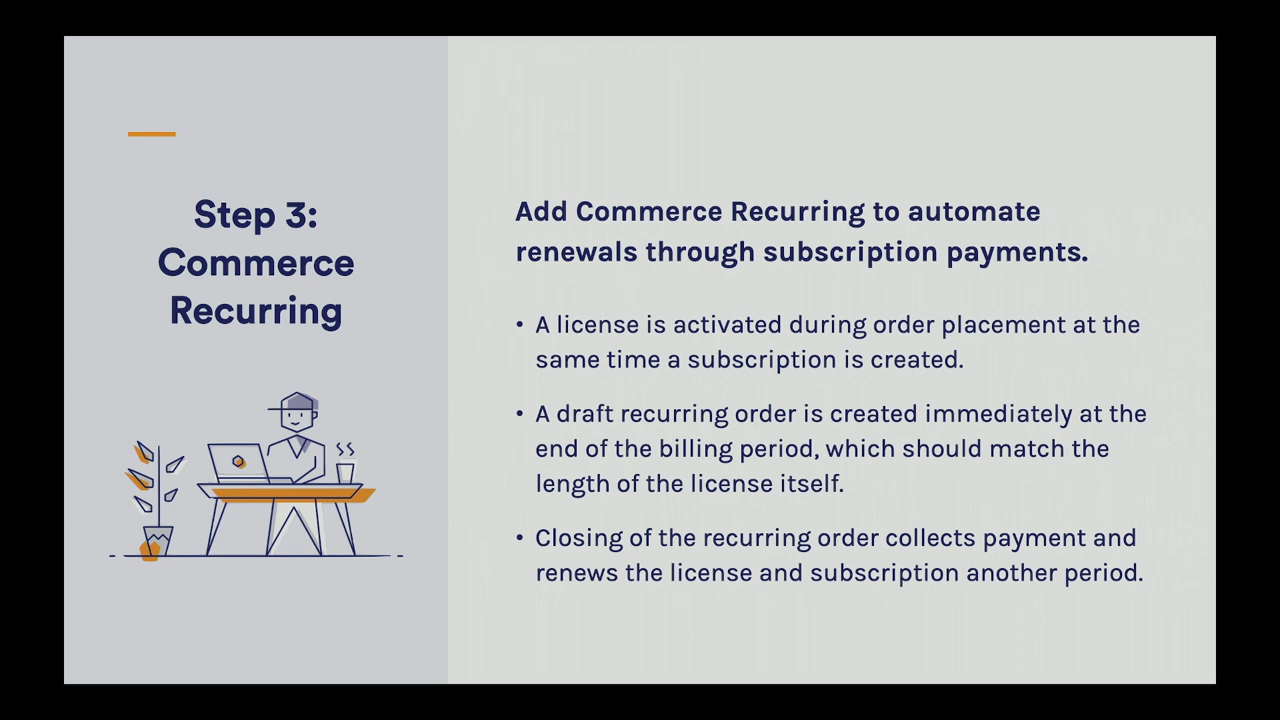 Step 3:
Commerce
Recurring
Add Commerce Recurring to automate
renewals through subscription payments.
• A license is activated during order placement at the
same time a subscription is created.
• A draft recurring order is created immediately at the
end of the billing period, which should match the
length of the license itself.
• Closing of the recurring order collects payment and
renews the license and subscription another period.